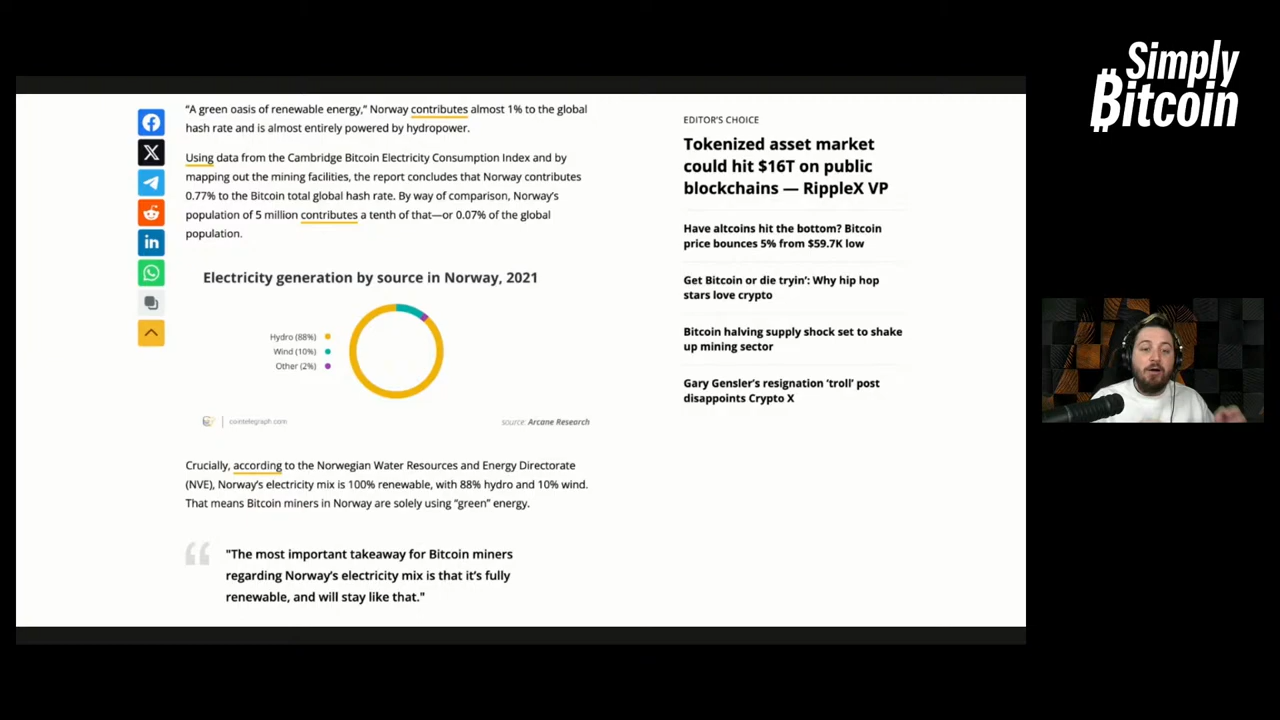 Simply
Bitcoin
"A green oasis of renewable energy," Norway contributes almost 1% to the global
hash rate and is almost entirely powered by hydropower.
Using data from the Cambridge Bitcoin Electricity Consumption Index and by
mapping out the mining facilities, the report concludes that Norway contributes
0.77% to the Bitcoin total global hash rate. By way of comparison, Norway's
population of 5 million contributes a tenth of that—or 0.07% of the global
population.
Electricity generation by source in Norway, 2021
Hydro (88%)
Wind (10%)
Other (2%)
cointelegraph.com
source: Arcane Research
Crucially, according to the Norwegian Water Resources and Energy Directorate
(NVE), Norway's electricity mix is 100% renewable, with 88% hydro and 10% wind.
That means Bitcoin miners in Norway are solely using "green" energy.
"The most important takeaway for Bitcoin miners
regarding Norway's electricity mix is that it's fully
renewable, and will stay like that."
EDITOR'S CHOICE
Tokenized asset market
could hit $16T on public
blockchains — RippleX VP
Have altcoins hit the bottom? Bitcoin
price bounces 5% from $59.7K low
Get Bitcoin or die tryin': Why hip hop
stars love crypto
Bitcoin halving supply shock set to shake
up mining sector
Gary Gensler's resignation 'troll' post
disappoints Crypto X